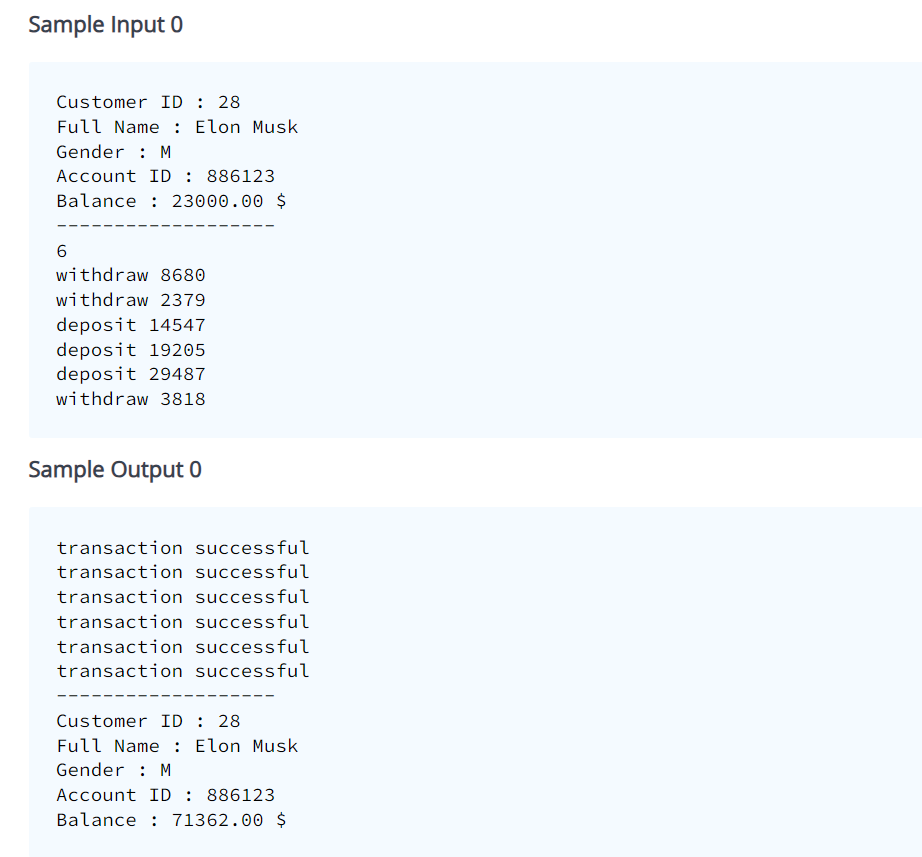 Sample Input 0
Customer ID : 28
Full Name : Elon Musk
Gender : M
Account ID : 886123
Balance : 23000.00 $
-------------------
6
withdraw 8680
withdraw 2379
deposit 14547
deposit 19205
deposit 29487
withdraw 3818
Sample Output 0
transaction successful
transaction successful
transaction successful
transaction successful
transaction successful
transaction successful
-------------------
Customer ID : 28
Full Name : Elon Musk
Gender : M
Account ID : 886123
Balance : 71362.00 $